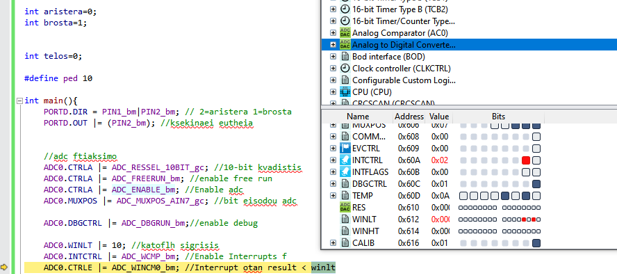 int aristera=0;
int brosta=1;
int telos=0;
#define ped 10
int main(){
PORTD.DIR = PIN1_bm|PIN2_bm; // 2=aristera 1=brosta
PORTD.OUT |= (PIN2_bm); //ksekinaei eutheia
//adc ftiaksimo
ADC0.CTRLA |= ADC_RESSEL_10BIT_gc; //10-bit kvadistis
ADC0.CTRLA |= ADC_FREERUN_bm; //enable free run
ADC0.CTRLA |= ADC_ENABLE_bm; //Enable adc
ADC0.MUXPOS |= ADC_MUXPOS_AIN7_gc; //bit eisodou adc
ADC0.DBGCTRL |= ADC_DBGRUN_bm;//enable debug
ADC0.WINLT |= 10; //katoflh sigrisis
ADC0.INTCTRL |= ADC_WCMP_bm; //Enable Interrupts f
ADC0.CTRLE |= ADC_WINCM0_bm; //Interrupt otan result < winlt
16-bit Timer Type B (TCB2)
16-bit Timer/Counter Type...
Analog Comparator (AC0)
Analog to Digital Converte...
Bod interface (BOD)
Clock controller (CLKCTRL)
Configurable Custom Logi...
CPU (CPU)
CRCSCAN (CRCSCAN)
Name Address Value Bits
MUXPOS 0x606 0x07
COMM... 0x608 0x00
EVCTRL 0x609 0x00
INTCTRL 0x60A 0x02
INTFLAGS 0x60B 0x00
DBGCTRL 0x60C 0x01
TEMP 0x60D 0x0A
RES 0x610 0x00
WINLT 0x612 0x00
WINHT 0x614 0x00
CALIB 0x616 0x01